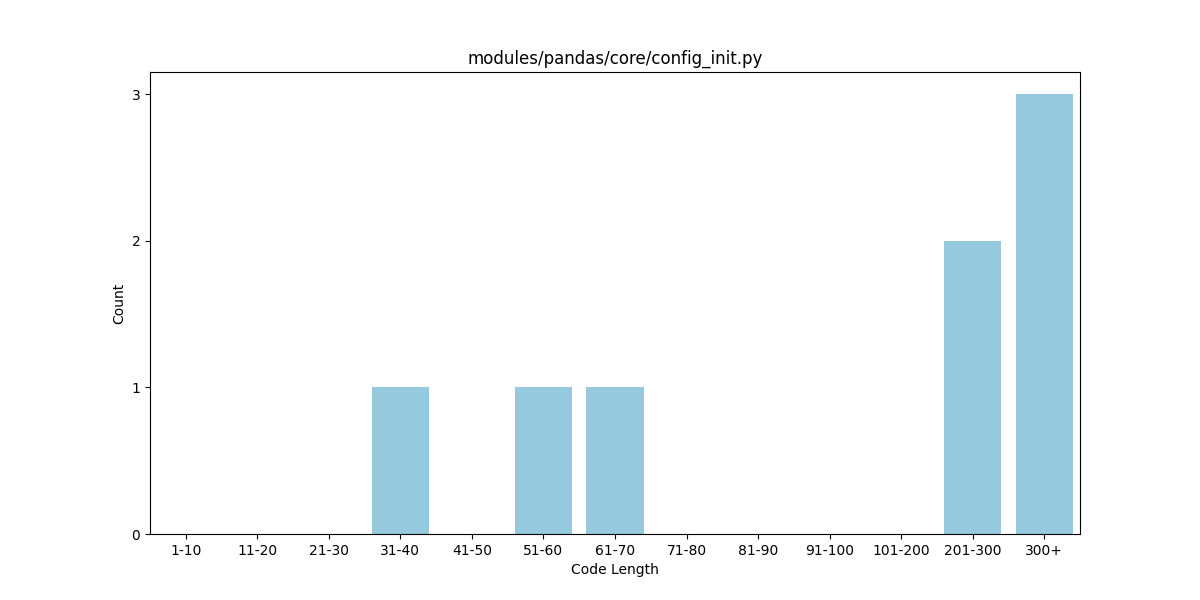 modules/pandas/core/config_init.py
3
2
1
0
Count
1-10 11-20 21-30 31-40 41-50 51-60 61-70 71-80 81-90 91-100 101-200 201-300 300+
Code Length